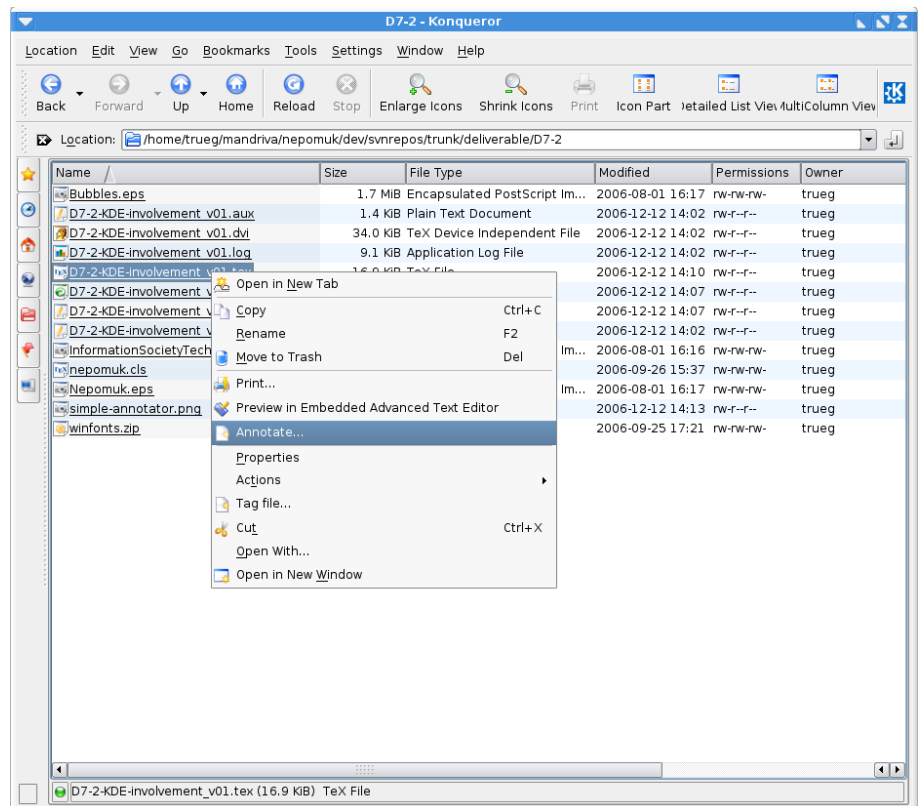 D7-2 - Konqueror
Location Edit View Go Bookmarks Tools Settings Window Help
Back Forward Up Home Reload Stop Enlarge Icons Shrink Icons Print Icon Part etailed List Viev ultiColumn View
Location: /home/trueg/mandriva/nepomuk/dev/svnrepos/trunk/deliverable/D7-2
Name Size File Type Modified Permissions Owner
Bubbles.eps 1.7 MiB Encapsulated PostScript Im... 2006-08-01 16:17 rw-rw-rw- trueg
D7-2-KDE-involvement_v01.aux 1.4 KiB Plain Text Document 2006-12-12 14:02 rw-r--r-- trueg
D7-2-KDE-involvement_v01.dvi 34.0 KiB TeX Device Independent File 2006-12-12 14:02 rw-r--r-- trueg
D7-2-KDE-involvement_v01.log 9.1 KiB Application Log File 2006-12-12 14:02 rw-r--r-- trueg
D7-2-KDE-involvement_v01.tex 16.9 KiB TeX File 2006-12-12 14:10 rw-r--r-- trueg
D7-2-KDE-involvement v 2006-12-12 14:07 rw-r--r-- trueg
D7-2-KDE-involvement v 2006-12-12 14:07 rw-r--r-- trueg
D7-2-KDE-involvement v 2006-12-12 14:02 rw-r--r-- trueg
InformationSocietyTech Im... 2006-08-01 16:16 rw-rw-rw- trueg
nepomuk.cls 2006-09-26 15:37 rw-rw-rw- trueg
Nepomuk.eps Im... 2006-08-01 16:17 rw-rw-rw- trueg
simple-annotator.png 2006-12-12 14:13 rw-r--r-- trueg
winfonts.zip 2006-09-25 17:21 rw-rw-rw- trueg
Open in New Tab
Copy Ctrl+C
Rename F2
Move to Trash Del
Print...
Preview in Embedded Advanced Text Editor
Annotate...
Properties
Actions
Tag file...
Cut Ctrl+X
Open With...
Open in New Window
D7-2-KDE-involvement_v01.tex (16.9 KiB) TeX File